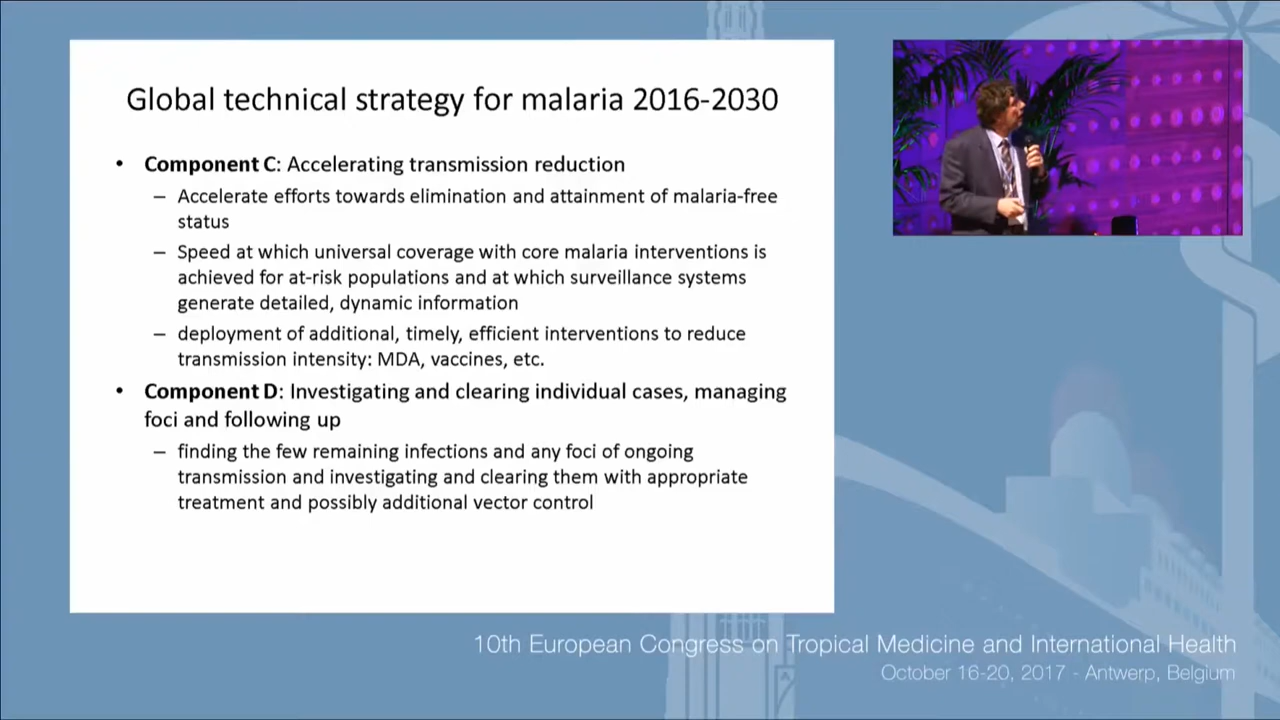 Global technical strategy for malaria 2016-2030
• Component C: Accelerating transmission reduction
– Accelerate efforts towards elimination and attainment of malaria-free
status
– Speed at which universal coverage with core malaria interventions is
achieved for at-risk populations and at which surveillance systems
generate detailed, dynamic information
– deployment of additional, timely, efficient interventions to reduce
transmission intensity: MDA, vaccines, etc.
• Component D: Investigating and clearing individual cases, managing
foci and following up
– finding the few remaining infections and any foci of ongoing
transmission and investigating and clearing them with appropriate
treatment and possibly additional vector control
10th European Congress on Tropical Medicine and International Health
October 16-20, 2017 - Antwerp, Belgium